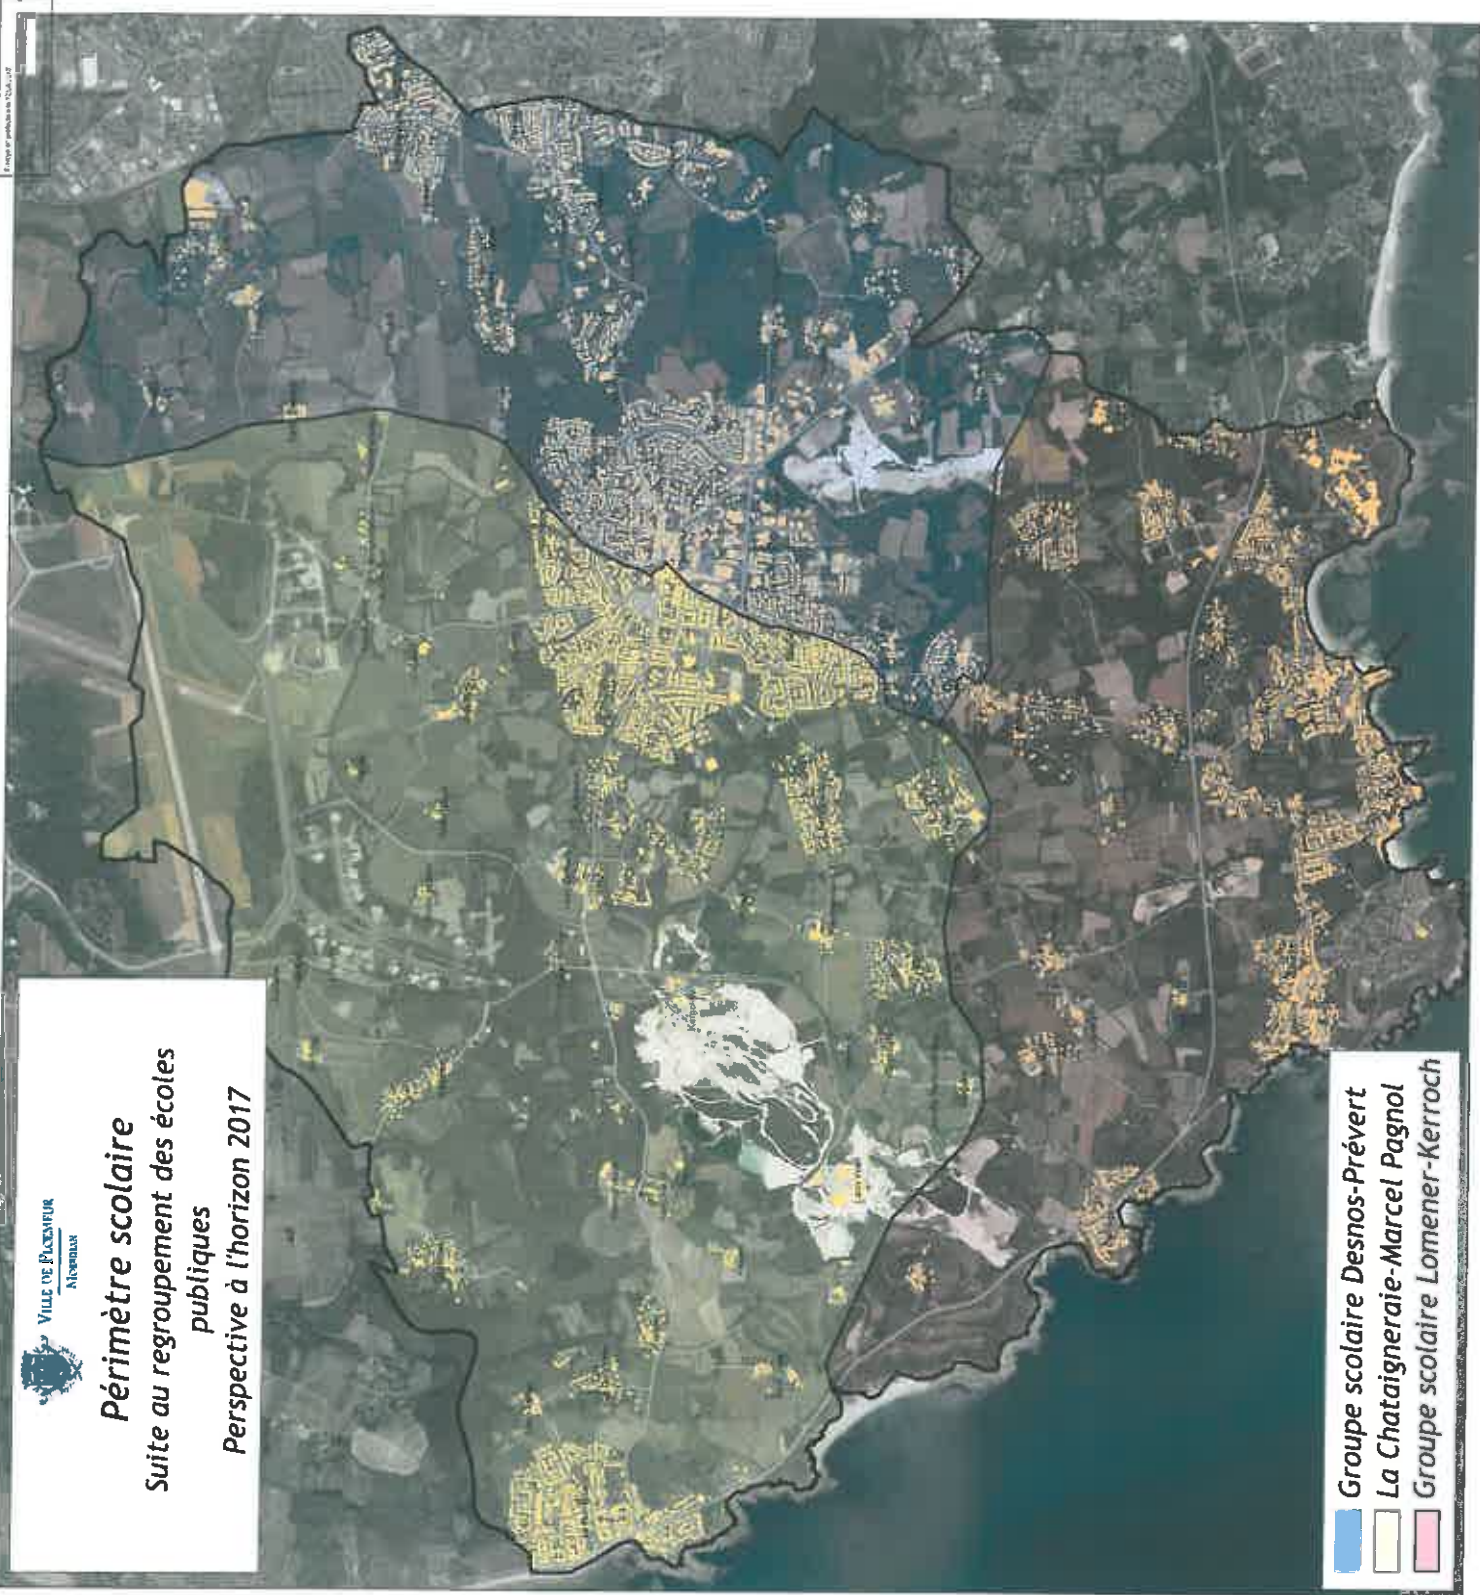 VILLE DE PLOEMEUR
MORBIHAN
Périmètre scolaire
Suite au regroupement des écoles
publiques
Perspective à l'horizon 2017
Groupe scolaire Desnos-Prévert
La Chataigneraie-Marcel Pagnol
Groupe scolaire Lomener-Kerroch